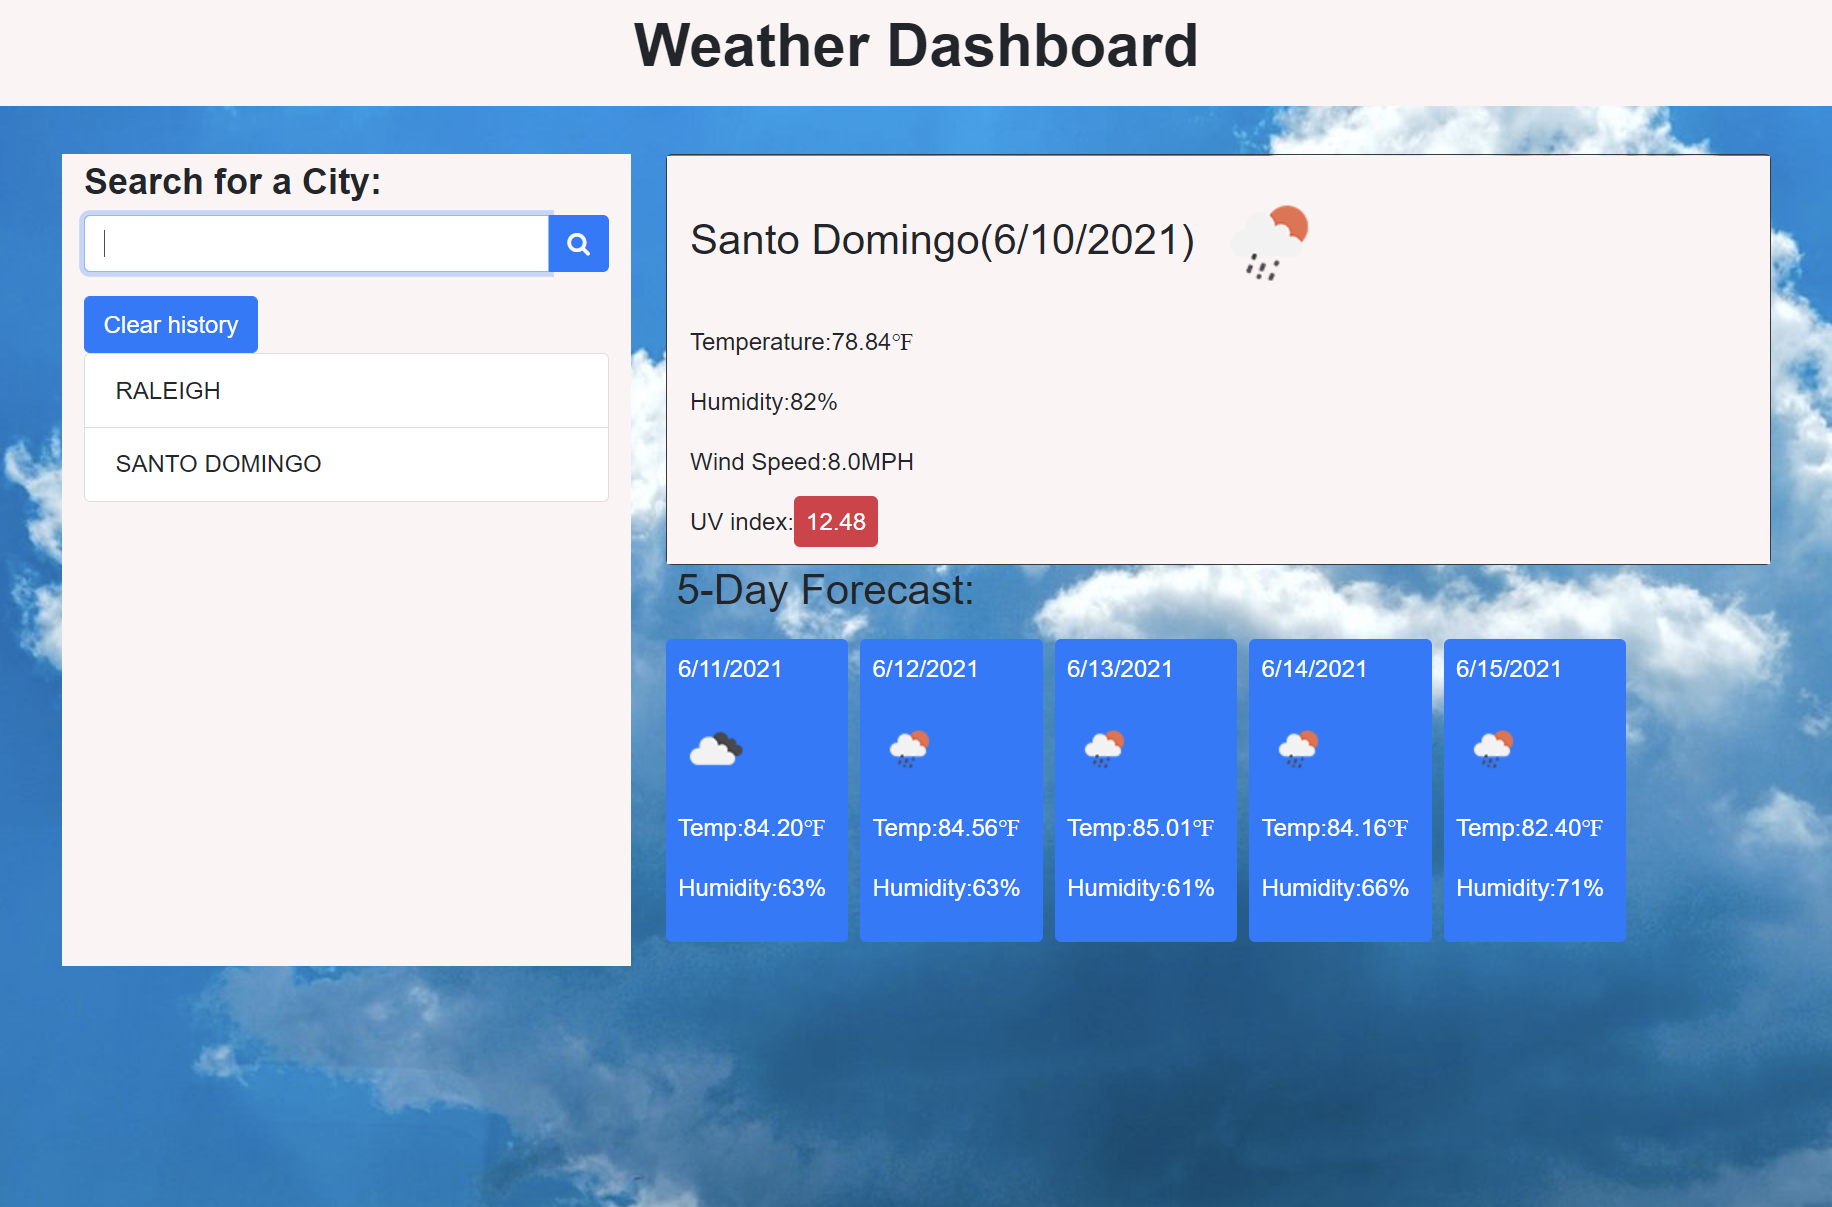 Weather Dashboard
Search for a City:
Clear history
RALEIGH
SANTO DOMINGO
Santo Domingo(6/10/2021)
Temperature:78.84°F
Humidity:82%
Wind Speed:8.0MPH
UV index:12.48
5-Day Forecast:
6/11/2021
Temp:84.20°F
Humidity:63%
6/12/2021
Temp:84.56°F
Humidity:63%
6/13/2021
Temp:85.01°F
Humidity:61%
6/14/2021
Temp:84.16°F
Humidity:66%
6/15/2021
Temp:82.40°F
Humidity:71%